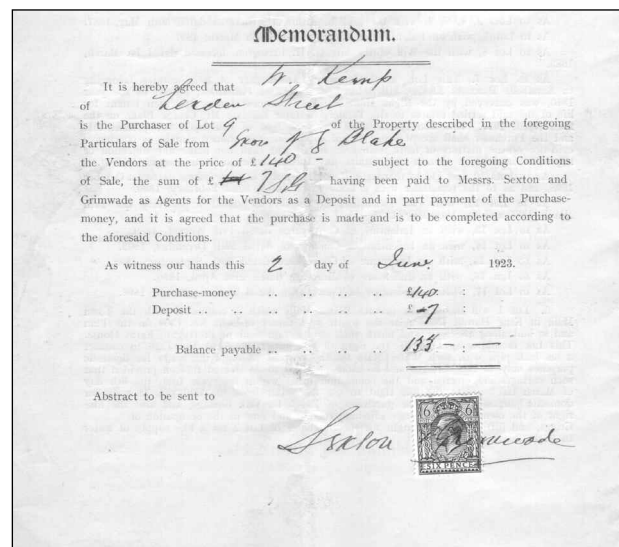 Memorandum.
It is hereby agreed that W. Kemp
of Lexden Street
is the Purchaser of Lot 9 of the Property described in the foregoing
Particulars of Sale from of J Blake
the Vendors at the price of £140 - subject to the foregoing Conditions
of Sale, the sum of £ 7 having been paid to Messrs. Sexton and
Grimwade as Agents for the Vendors as a Deposit and in part payment of the Purchase-
money, and it is agreed that the purchase is made and is to be completed according to
the aforesaid Conditions.
As witness our hands this 2 day of June 1923.
Purchase-money .. .. .. .. £140 :
Deposit .. .. .. .. .. £-7 :
Balance payable .. .. .. .. 133 - : -
Abstract to be sent to
Sexton & Grimwade
6 6
SIX PENCE